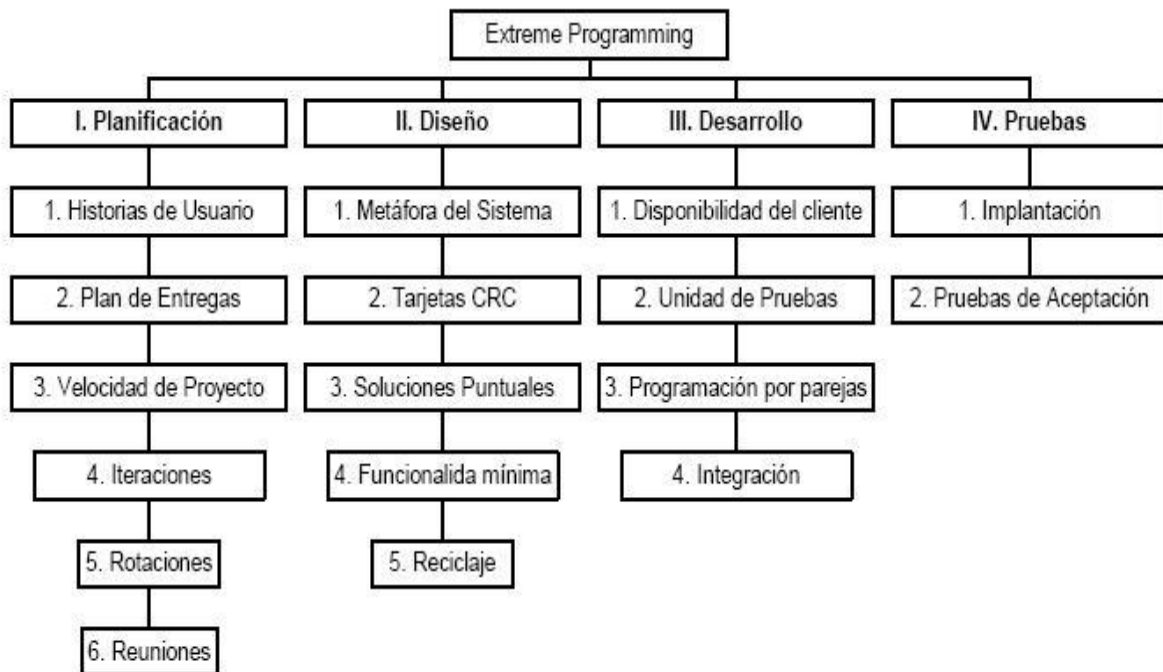 Extreme Programming
I. Planificación
II. Diseño
III. Desarrollo
IV. Pruebas
1. Historias de Usuario
1. Metáfora del Sistema
1. Disponibilidad del cliente
1. Implantación
2. Plan de Entregas
2. Tarjetas CRC
2. Unidad de Pruebas
2. Pruebas de Aceptación
3. Velocidad de Proyecto
3. Soluciones Puntuales
3. Programación por parejas
4. Iteraciones
4. Funcionalida mínima
4. Integración
5. Rotaciones
5. Reciclaje
6. Reuniones